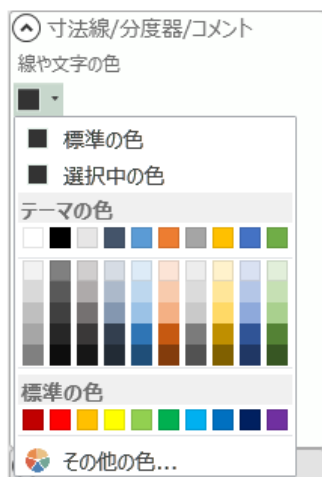 寸法線/分度器/コメント
線や文字の色
標準の色
選択中の色
テーマの色
標準の色
その他の色...